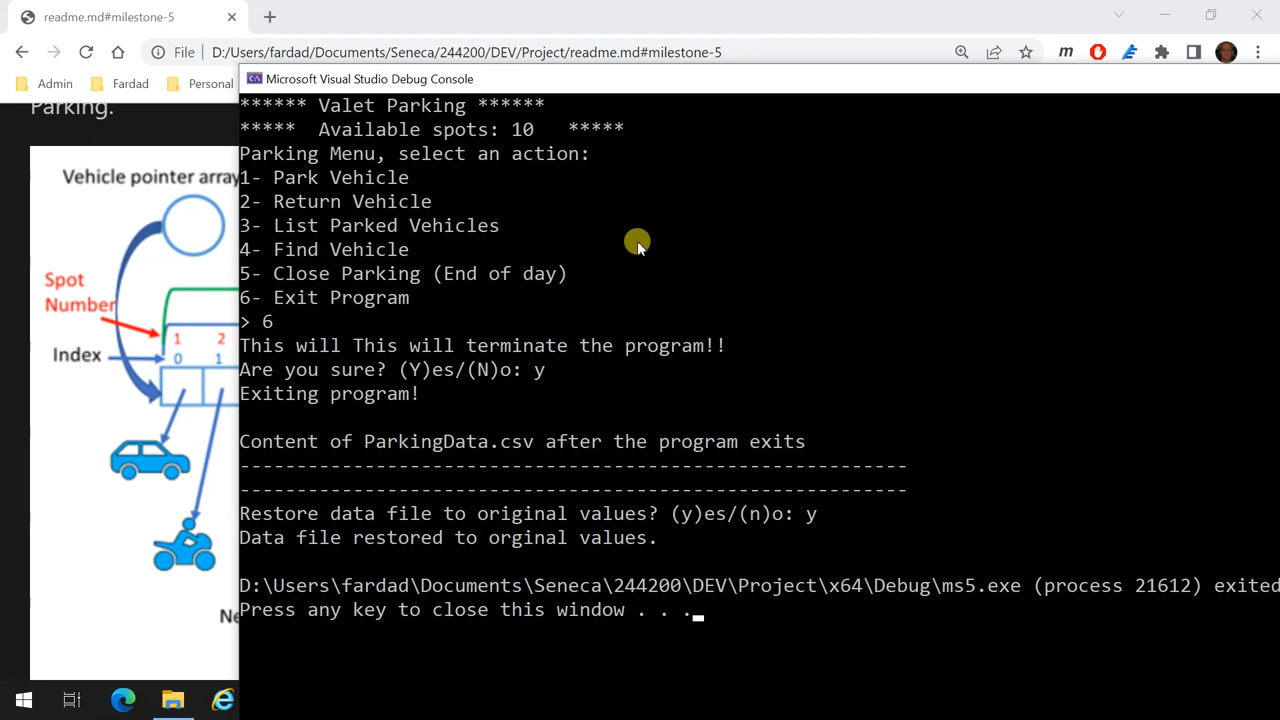 readme.md#milestone-5
File
D:/Users/fardad/Documents/Seneca/244200/DEV/Project/readme.md#milestone-5
m
Admin
Fardad
Personal
Microsoft Visual Studio Debug Console
Parking.
Vehicle pointer array
Spot
Number
1 2
Index
0 1
Ne
****** Valet Parking ******
*****  Available spots: 10   *****
Parking Menu, select an action:
1- Park Vehicle
2- Return Vehicle
3- List Parked Vehicles
4- Find Vehicle
5- Close Parking (End of day)
6- Exit Program
> 6
This will This will terminate the program!!
Are you sure? (Y)es/(N)o: y
Exiting program!
Content of ParkingData.csv after the program exits
-----------------------------------------------------------
-----------------------------------------------------------
Restore data file to original values? (y)es/(n)o: y
Data file restored to orginal values.
D:\Users\fardad\Documents\Seneca\244200\DEV\Project\x64\Debug\ms5.exe (process 21612) exited
Press any key to close this window . . .